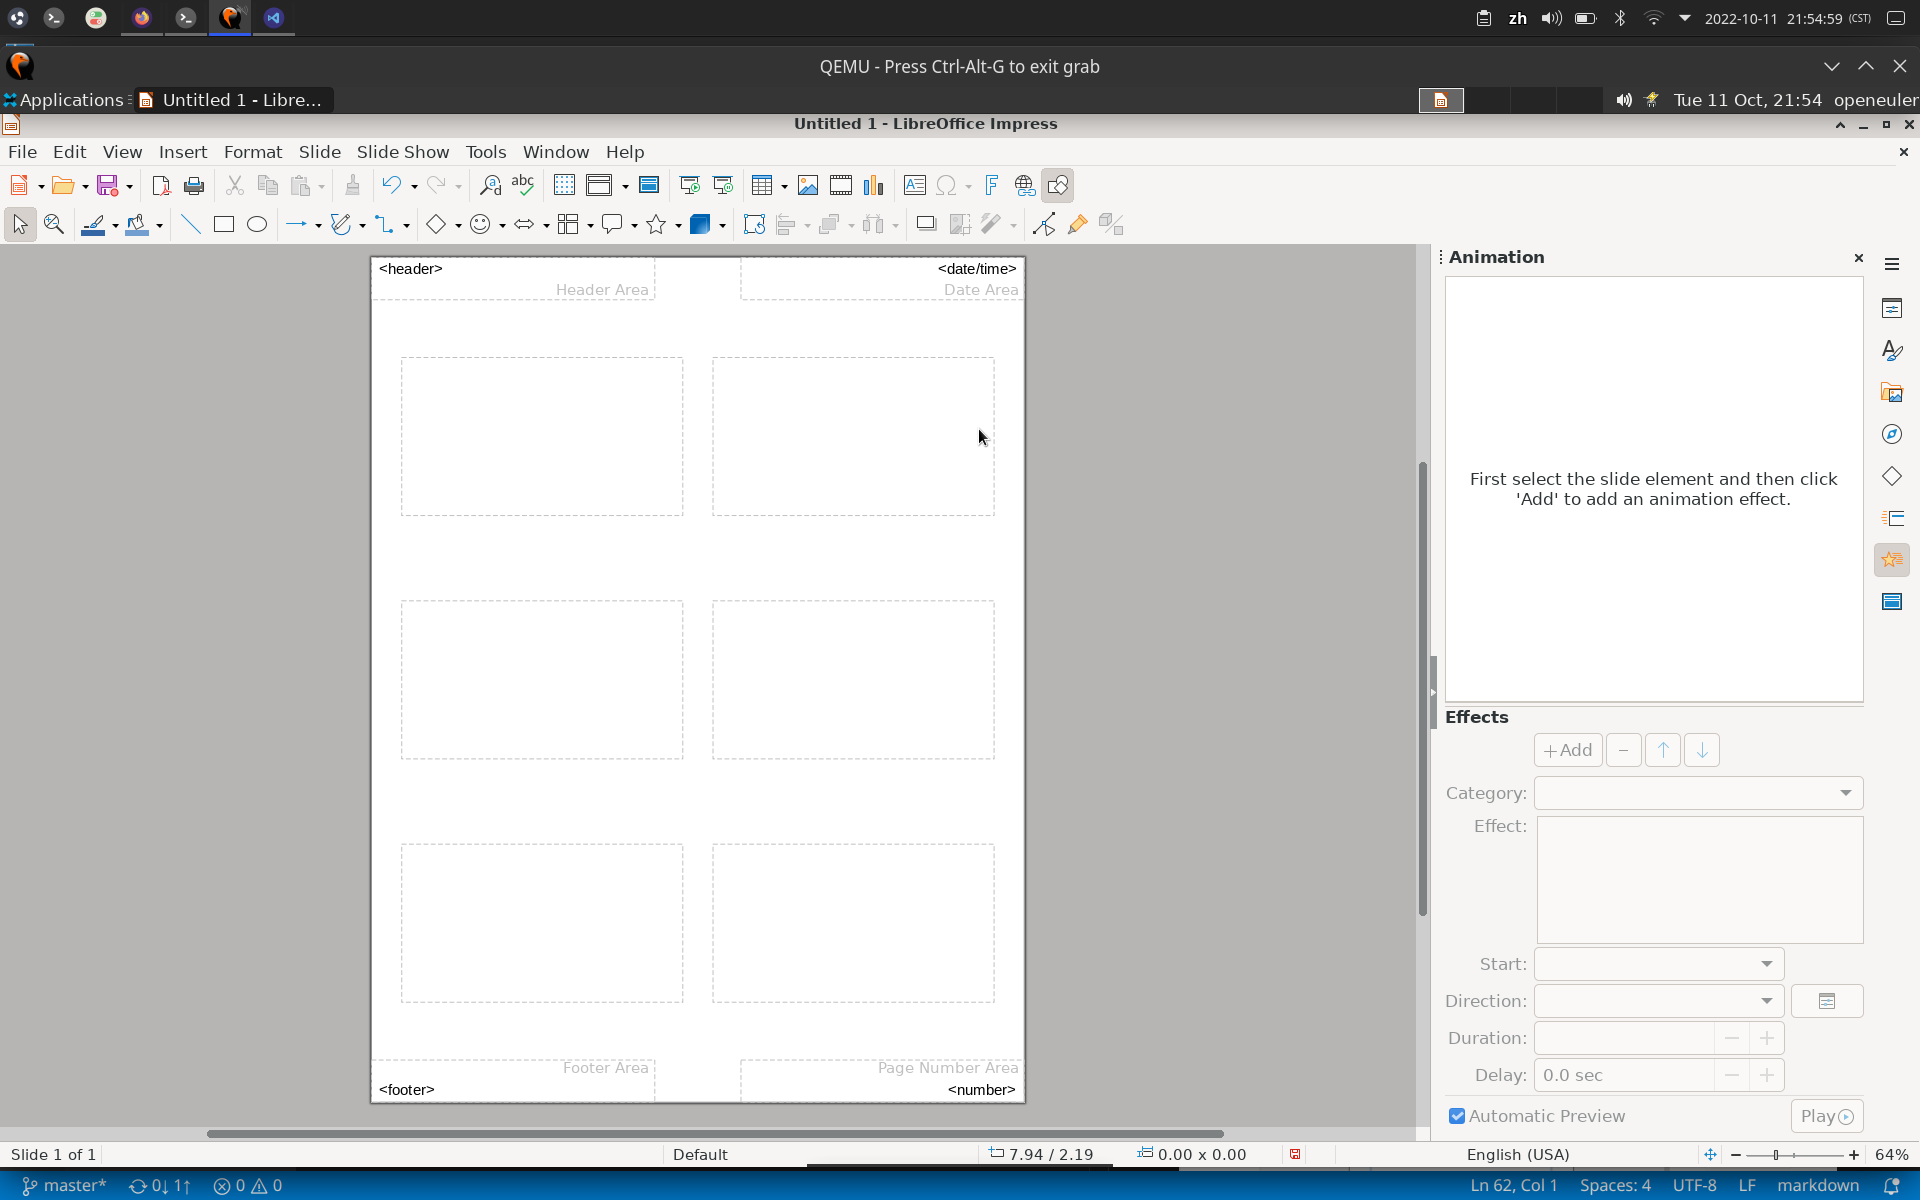 zh
2022-10-11 21:54:59 (CST)
QEMU - Press Ctrl-Alt-G to exit grab
Applications
Untitled 1 - Libre...
Tue 11 Oct, 21:54 openeuler
Untitled 1 - LibreOffice Impress
File Edit View Insert Format Slide Slide Show Tools Window Help
abc
<header>
<date/time>
Header Area
Date Area
Footer Area
Page Number Area
<footer>
<number>
Animation
First select the slide element and then click
'Add' to add an animation effect.
Effects
Add
Category:
Effect:
Start:
Direction:
Duration:
Delay: 0.0 sec
Automatic Preview
Play
Slide 1 of 1
Default
7.94 / 2.19
0.00 x 0.00
English (USA)
64%
master*
0↓ 1↑
0 0
Ln 62, Col 1
Spaces: 4
UTF-8
LF
markdown